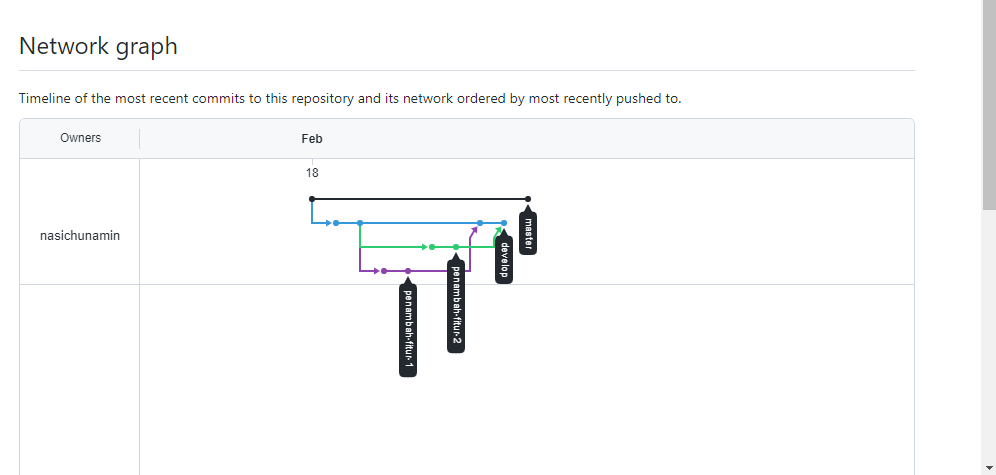 Network graph
Timeline of the most recent commits to this repository and its network ordered by most recently pushed to.
Owners
Feb
18
nasichunamin
master
develop
penambah-fitur-2
penambah-fitur-1